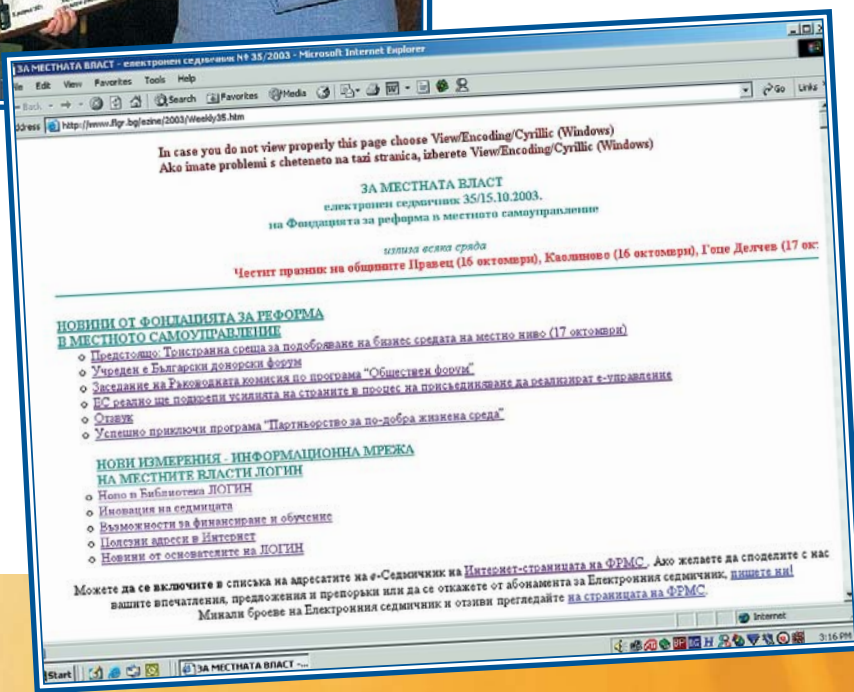 ЗА МЕСТНАТА ВЛАСТ - електронен седмичник № 35/2003 - Microsoft Internet Explorer
Edit View Favorites Tools Help
Back Search Favorites Media
http://www.flgr.bg/ezine/2003/Weekly35.htm Go Links
In case you do not view properly this page choose View/Encoding/Cyrillic (Windows)
Ako imate problemi s cheteneto na tazi stranica, izberete View/Encoding/Cyrillic (Windows)
ЗА МЕСТНАТА ВЛАСТ
електронен седмичник 35/15.10.2003.
на Фондацията за реформа в местното самоуправление
излиза всяка сряда
Честит празник на общините Правец (16 октомври), Каолиново (16 октомври), Гоце Делчев (17 ок
НОВИНИ ОТ ФОНДАЦИЯТА ЗА РЕФОРМА
В МЕСТНОТО САМОУПРАВЛЕНИЕ
Предстоящо: Тристранна среща за подобряване на бизнес средата на местно ниво (17 октомври)
Учреден е Български донорски форум
Заседание на Ръководната комисия по програма "Обществен форум"
ЕС реално ще подкрепи усилията на страните в процес на присъединяване да реализират е-управление
Отзвук
Успешно приключи програма "Партньорство за по-добра жизнена среда"
НОВИ ИЗМЕРЕНИЯ - ИНФОРМАЦИОННА МРЕЖА
НА МЕСТНИТЕ ВЛАСТИ ЛОГИН
Ново в Библиотека ЛОГИН
Иновация на седмицата
Възможности за финансиране и обучение
Полезни адреси в Интернет
Новини от основателите на ЛОГИН
Можете да се включите в списъка на адресатите на е-Седмичник на Интернет-страницата на ФРМС. Ако желаете да споделите с нас
вашите впечатления, предложения и препоръки или да се откажете от абонамента за Електронния седмичник, пишете ни!
Минали броеве на Електронния седмичник и отзиви прегледайте на страницата на ФРМС.
Internet
Start ЗА МЕСТНАТА ВЛАСТ -... 3:16 PM